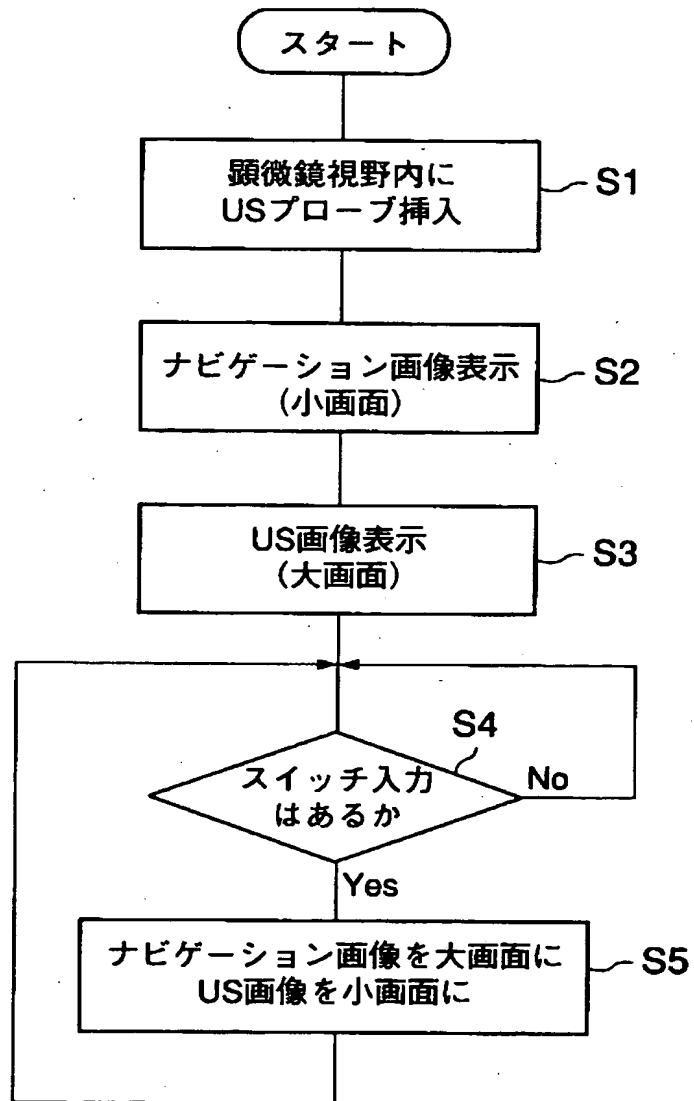 スタート
顕微鏡視野内に
USプローブ挿入
S1
ナビゲーション画像表示
(小画面)
S2
US画像表示
(大画面)
S3
S4
スイッチ入力
はあるか
No
Yes
ナビゲーション画像を大画面に
US画像を小画面に
S5